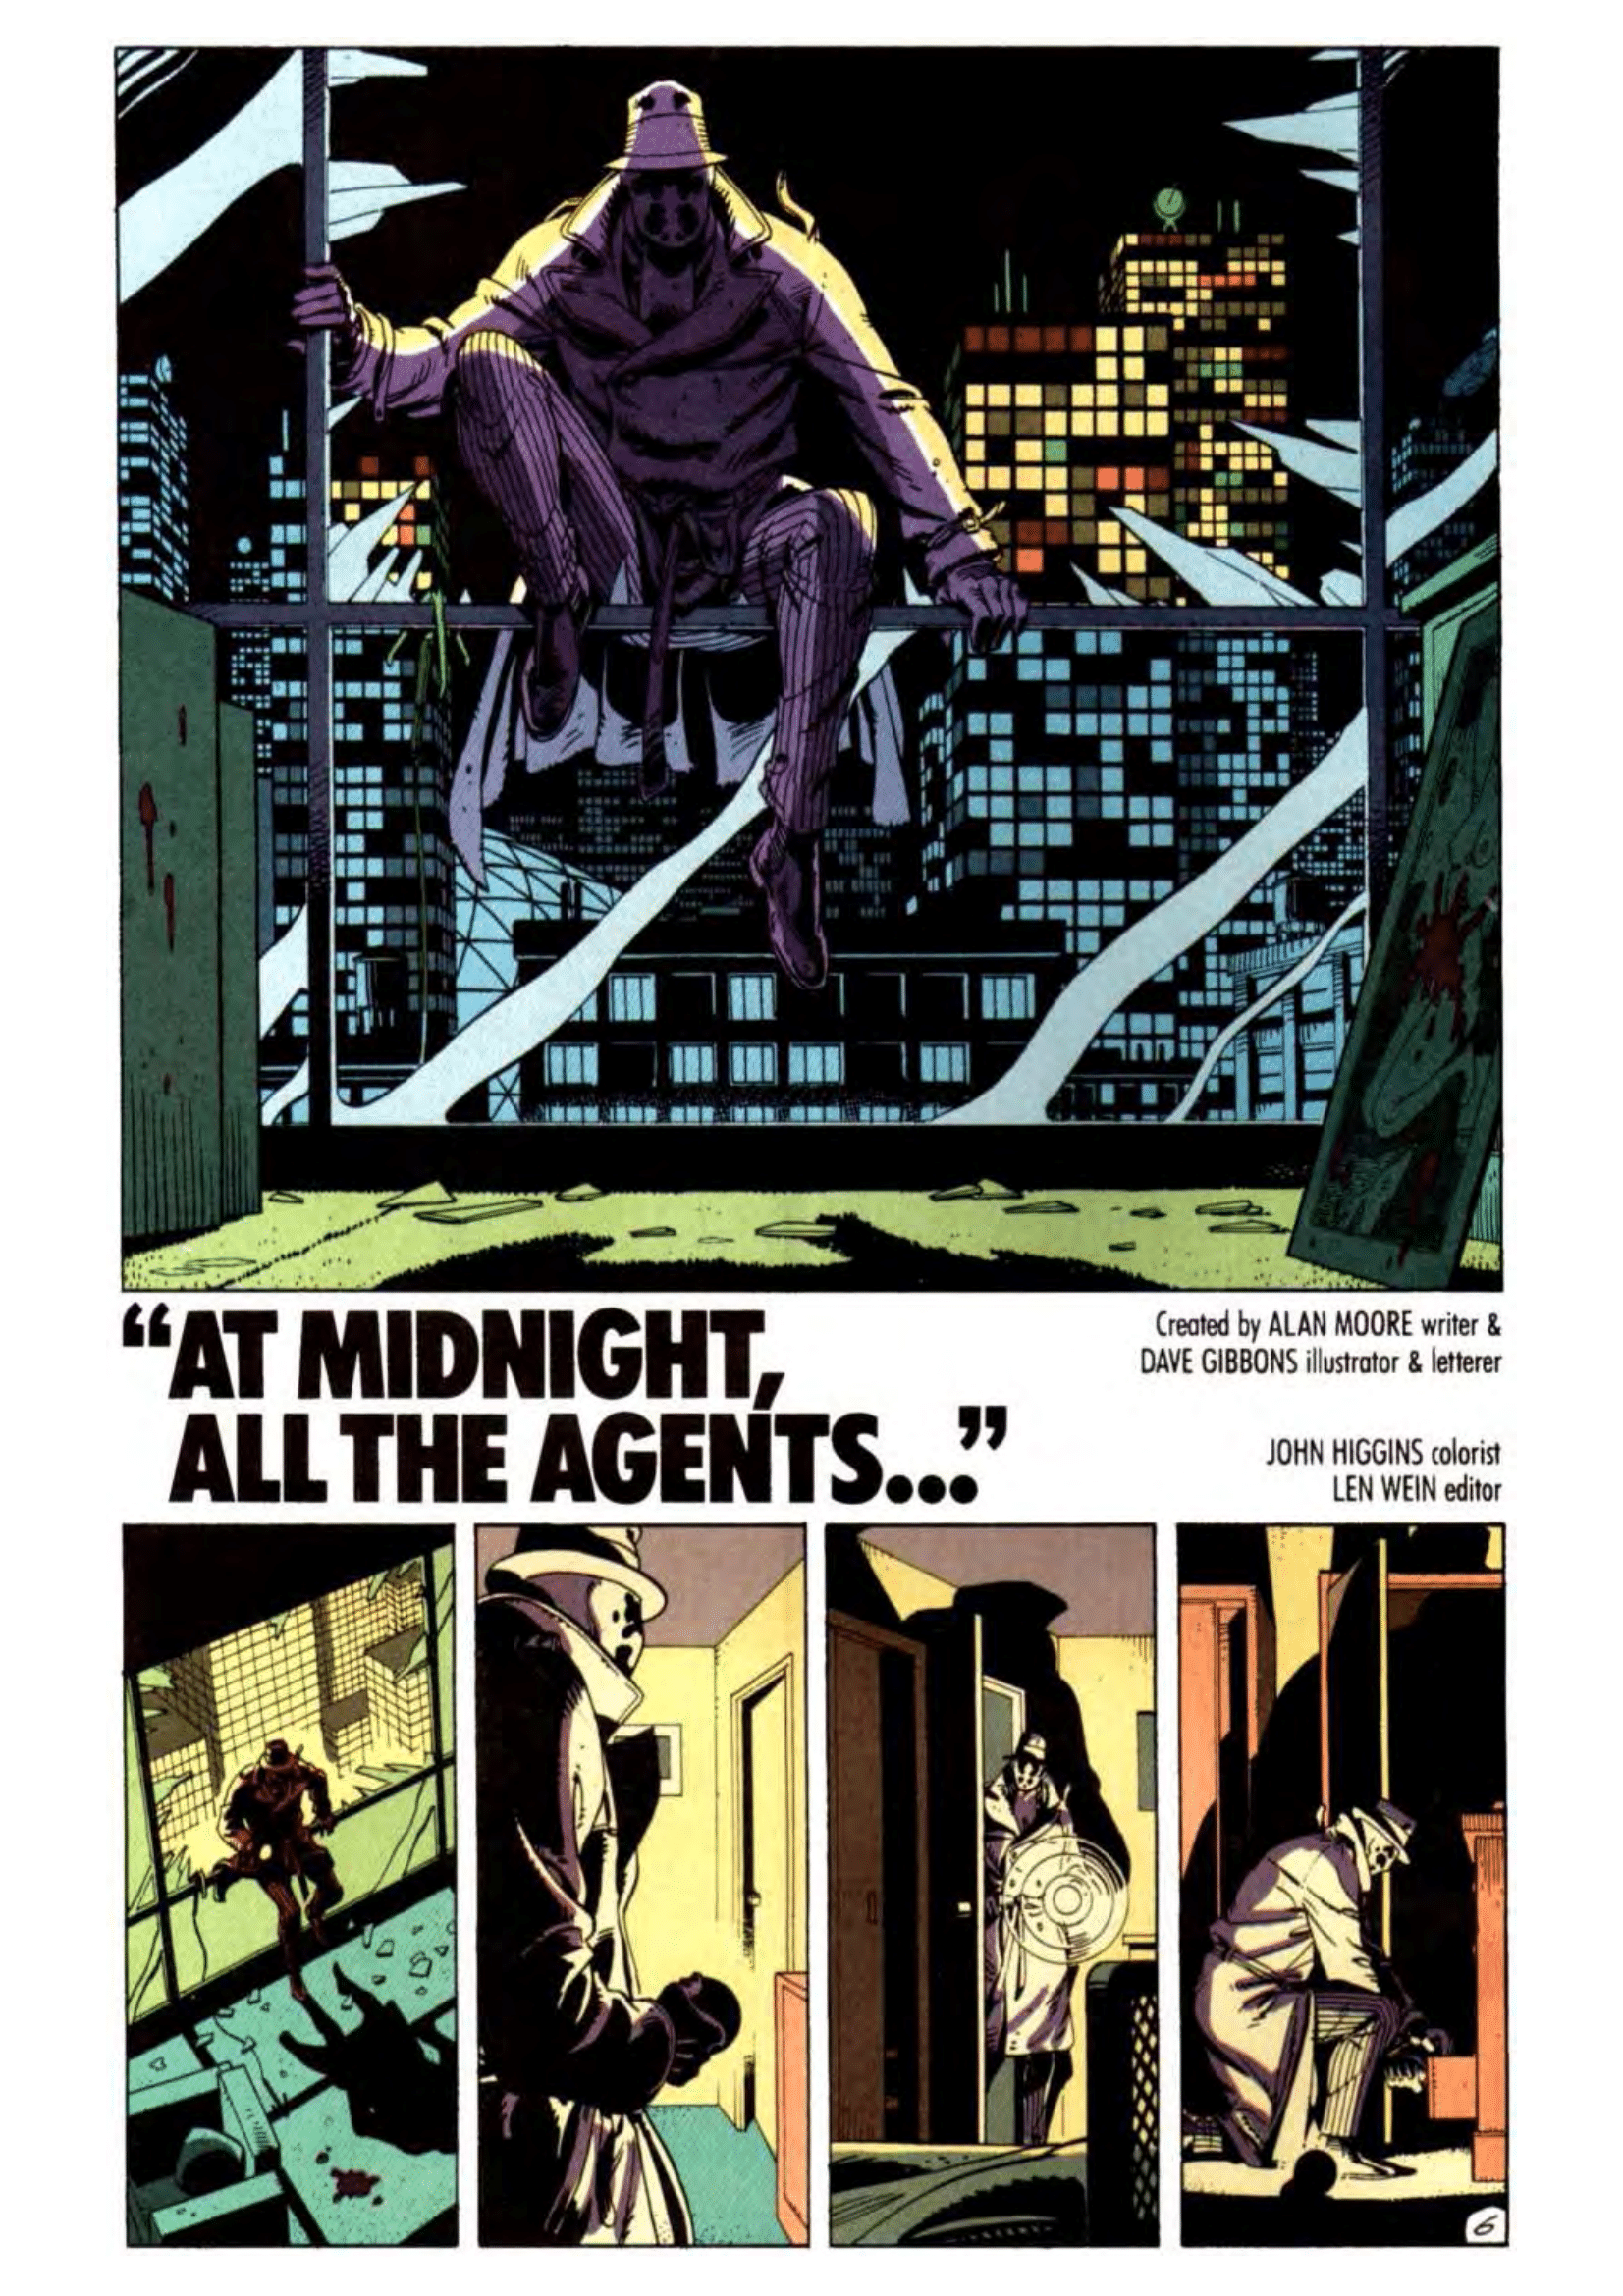 “AT MIDNIGHT,
ALL THE AGENTS...”
Created by ALAN MOORE writer &
DAVE GIBBONS illustrator & letterer
JOHN HIGGINS colorist
LEN WEIN editor
6